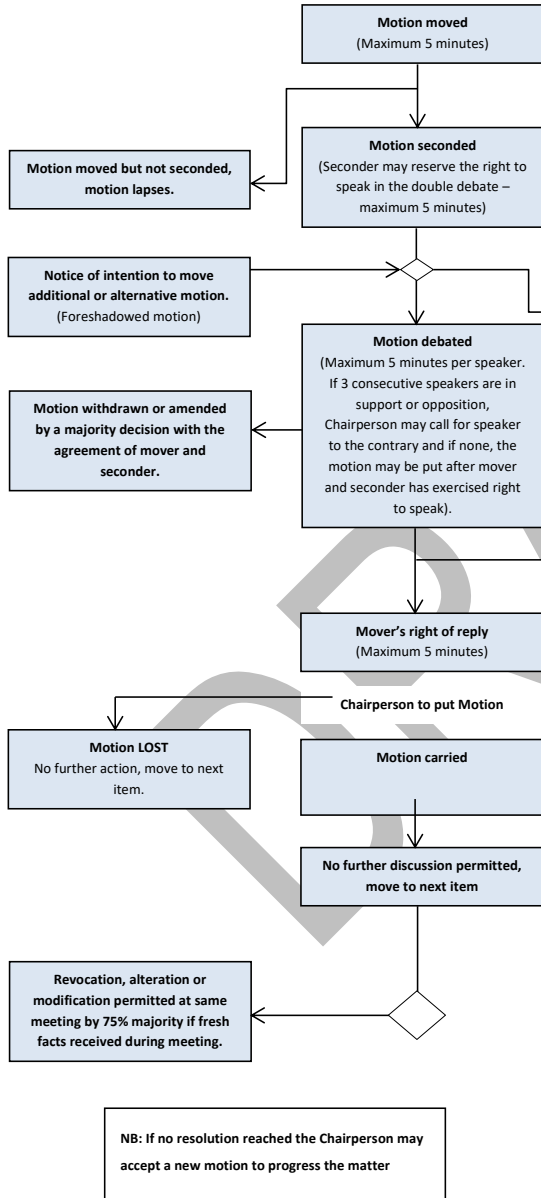 Motion moved
(Maximum 5 minutes)
Motion seconded
(Seconder may reserve the right to
speak in the double debate –
maximum 5 minutes)
Motion moved but not seconded,
motion lapses.
Notice of intention to move
additional or alternative motion.
(Foreshadowed motion)
Motion debated
(Maximum 5 minutes per speaker.
If 3 consecutive speakers are in
support or opposition,
Chairperson may call for speaker
to the contrary and if none, the
motion may be put after mover
and seconder has exercised right
to speak).
Motion withdrawn or amended
by a majority decision with the
agreement of mover and
seconder.
Mover's right of reply
(Maximum 5 minutes)
Chairperson to put Motion
Motion LOST
No further action, move to next
item.
Motion carried
No further discussion permitted,
move to next item
Revocation, alteration or
modification permitted at same
meeting by 75% majority if fresh
facts received during meeting.
NB: If no resolution reached the Chairperson may
accept a new motion to progress the matter